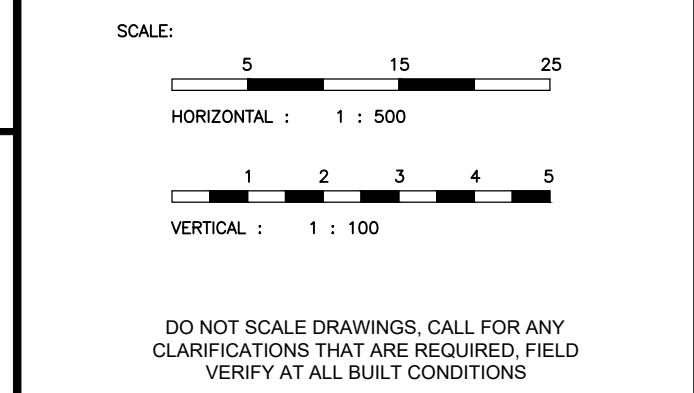 SCALE:
5 15 25
HORIZONTAL : 1 : 500
1 2 3 4 5
VERTICAL : 1 : 100
DO NOT SCALE DRAWINGS, CALL FOR ANY
CLARIFICATIONS THAT ARE REQUIRED, FIELD
VERIFY AT ALL BUILT CONDITIONS